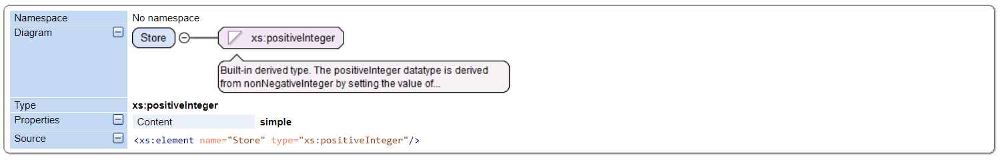 Namespace No namespace
Diagram
Store xs:positiveInteger
Built-in derived type. The positiveInteger datatype is derived
from nonNegativeInteger by setting the value of...
Type xs:positiveInteger
Properties Content simple
Source <xs:element name="Store" type="xs:positiveInteger"/>